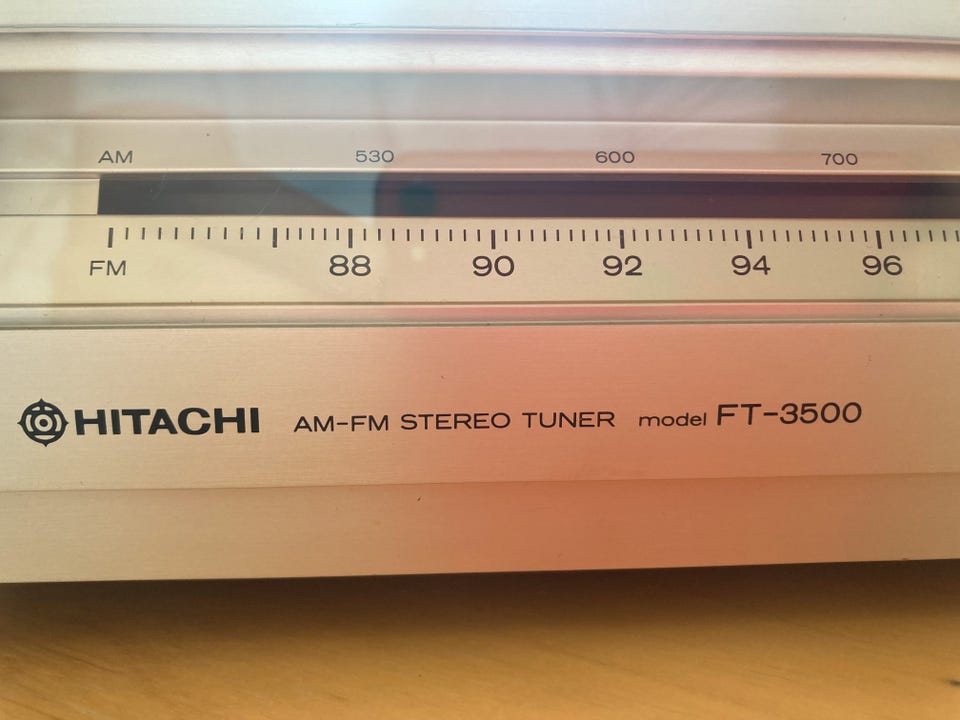 AM 530 600 700
FM 88 90 92 94 96
HITACHI AM-FM STEREO TUNER model FT-3500